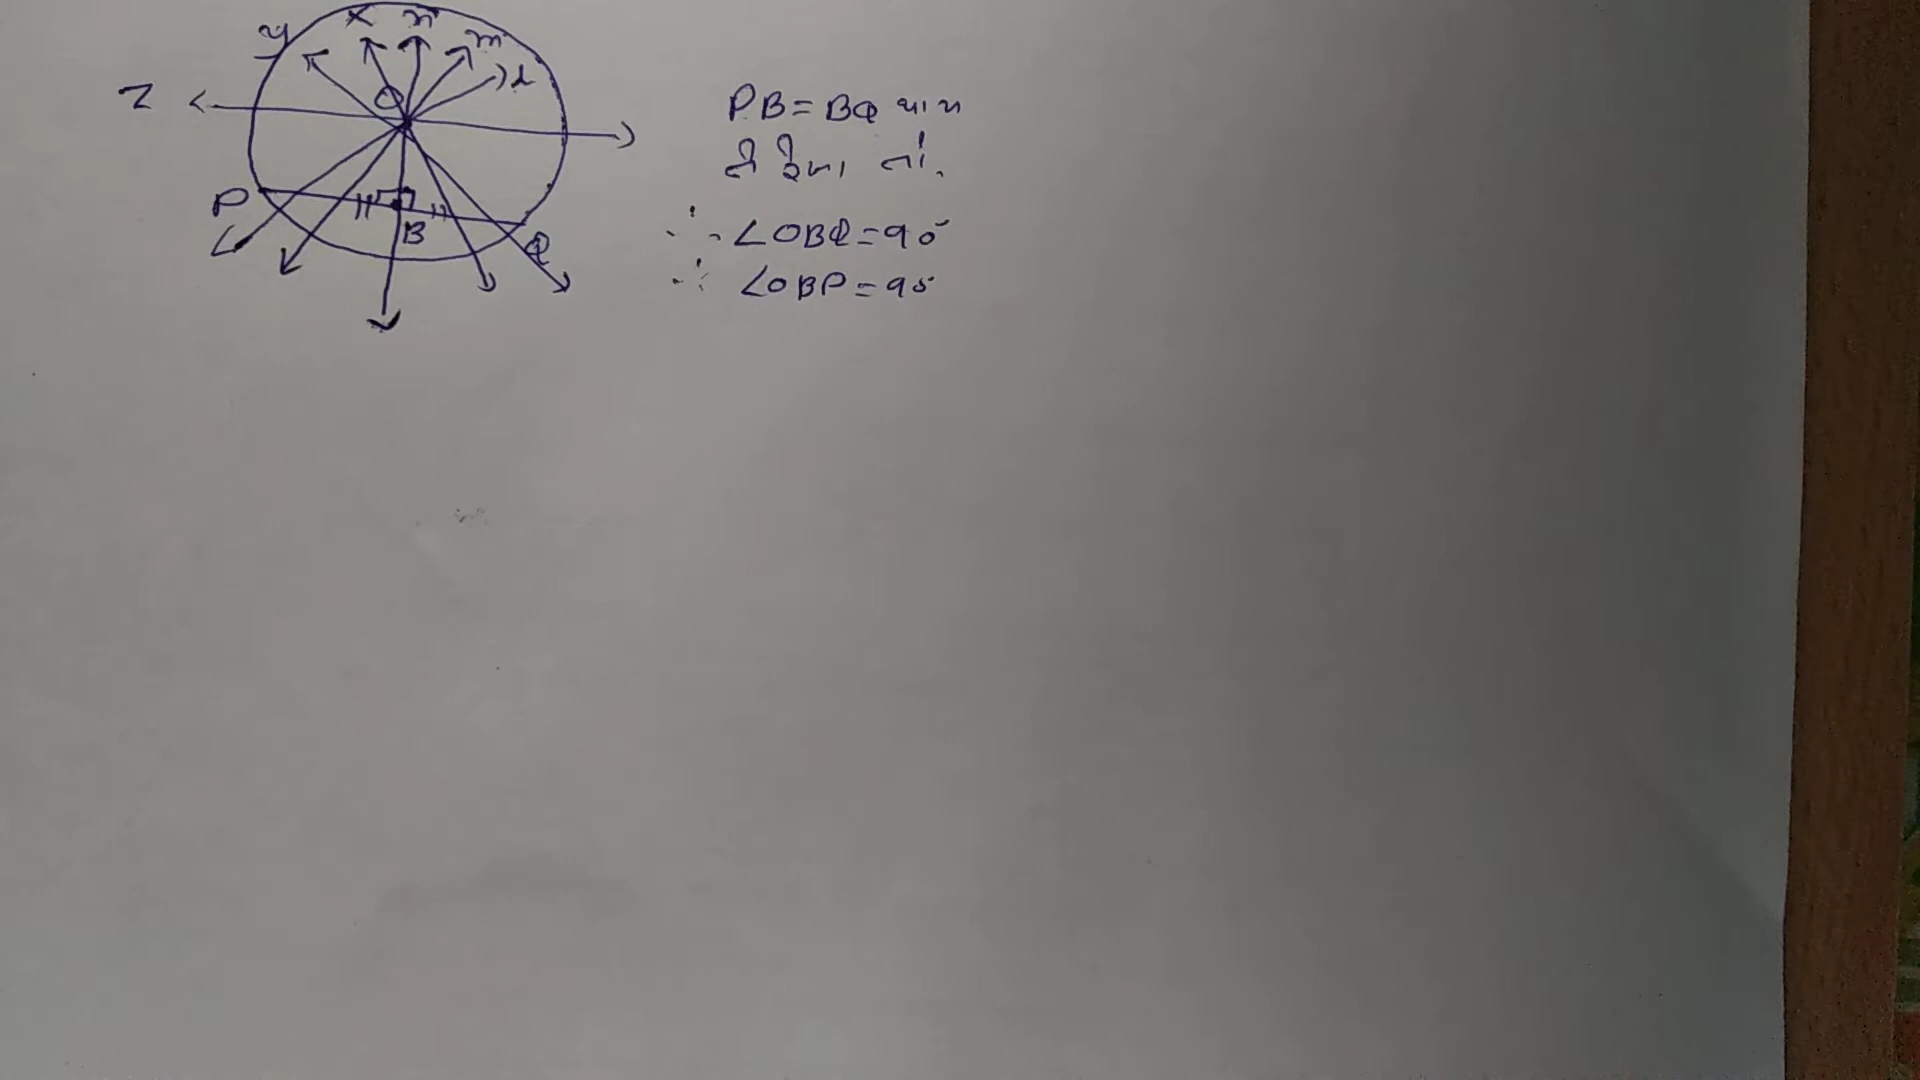 y x n m l
Z O
P B Q
PB = BQ થાય
તે રેખા
∴ ∠OBQ = 90°
∴ ∠OBP = 90°